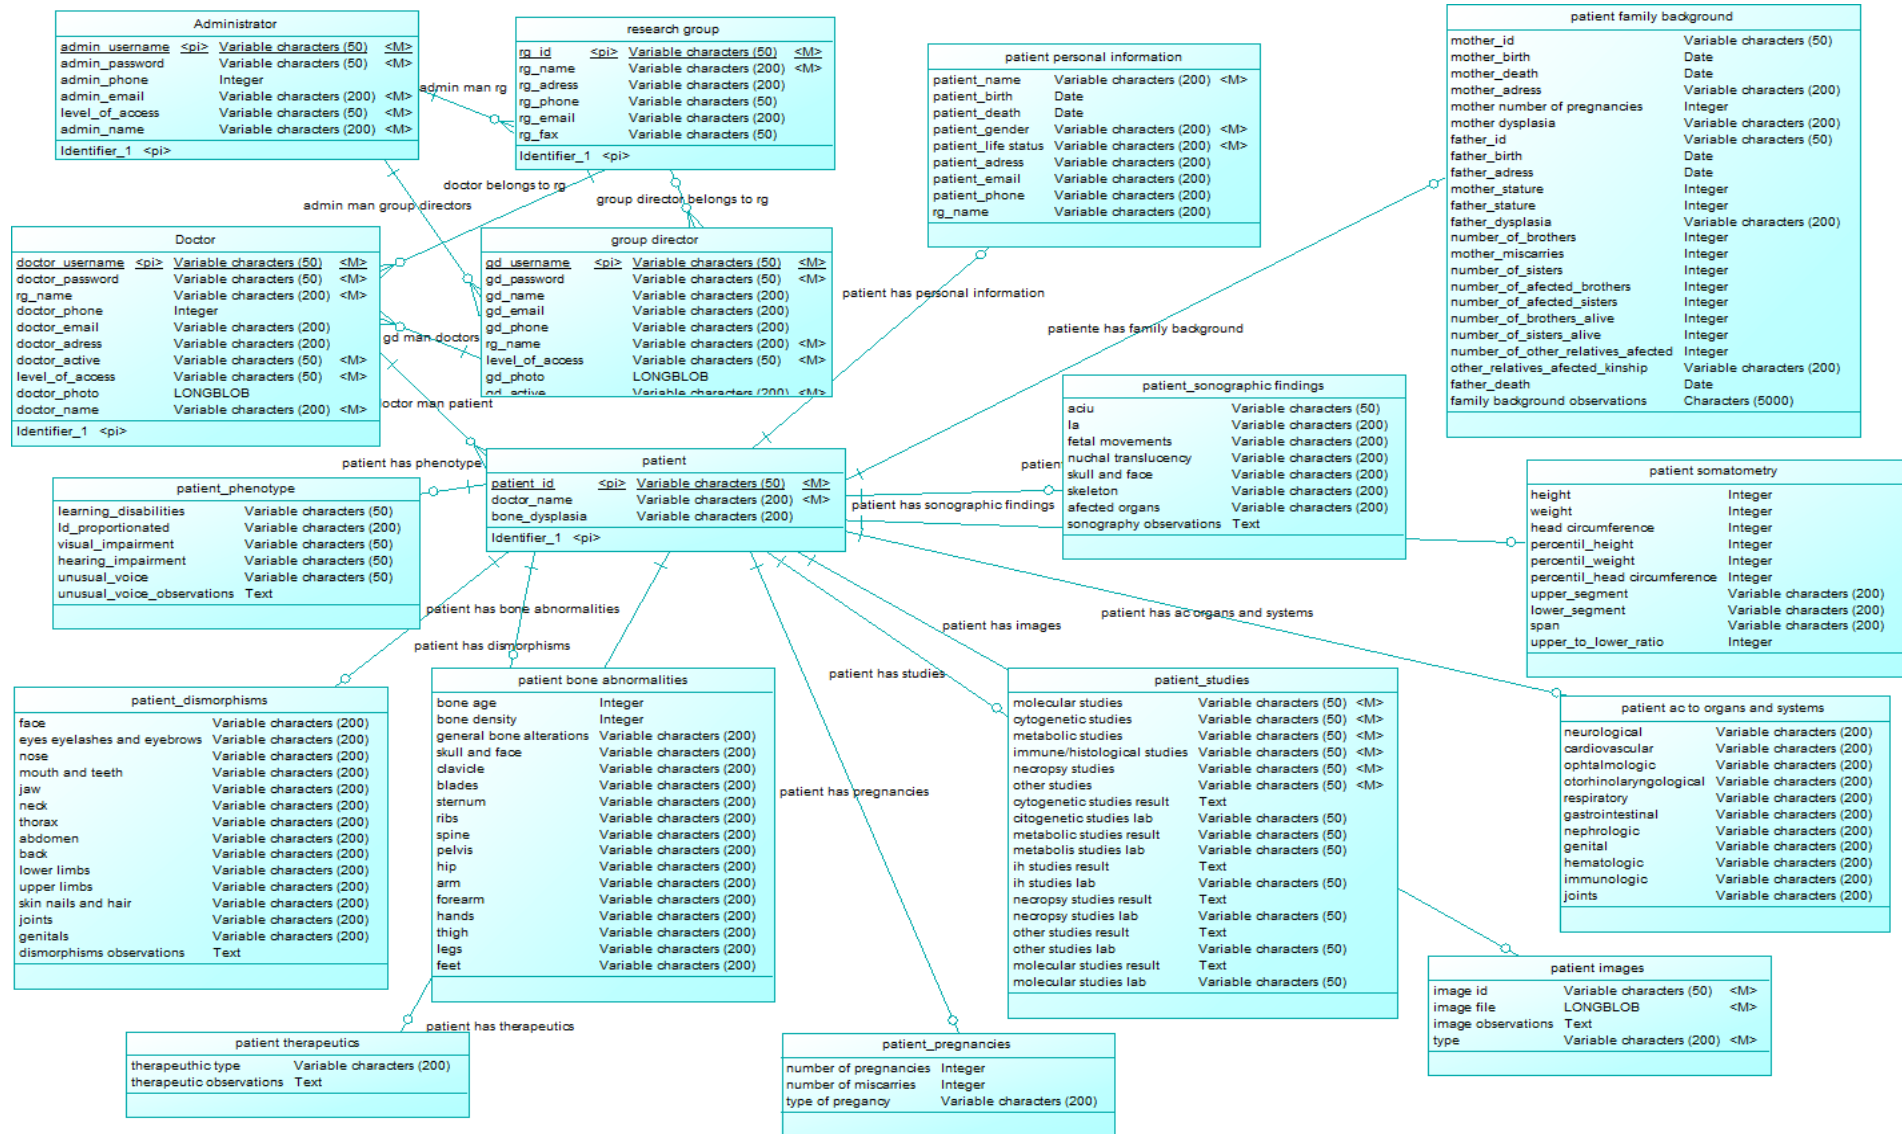 Administrator
admin_username <pi> Variable characters (50) <M>
admin_password Variable characters (50) <M>
admin_phone Integer
admin_email Variable characters (200) <M>
level_of_access Variable characters (50) <M>
admin_name Variable characters (200) <M>
Identifier_1 <pi>
research group
rg_id <pi> Variable characters (50) <M>
rg_name Variable characters (200) <M>
rg_adress Variable characters (200)
rg_phone Variable characters (50)
rg_email Variable characters (200)
rg_fax Variable characters (50)
Identifier_1 <pi>
patient personal information
patient_name Variable characters (200) <M>
patient_birth Date
patient_death Date
patient_gender Variable characters (200) <M>
patient_life status Variable characters (200) <M>
patient_adress Variable characters (200)
patient_email Variable characters (200)
patient_phone Variable characters (200)
rg_name Variable characters (200)
patient family background
mother_id Variable characters (50)
mother_birth Date
mother_death Date
mother_adress Variable characters (200)
mother number of pregnancies Integer
mother dysplasia Variable characters (200)
father_id Variable characters (50)
father_birth Date
father_adress Date
mother_stature Integer
father_stature Integer
father_dysplasia Variable characters (200)
number_of_brothers Integer
mother_miscarries Integer
number_of_sisters Integer
number_of_afected_brothers Integer
number_of_afected_sisters Integer
number_of_brothers_alive Integer
number_of_sisters_alive Integer
number_of_other_relatives_afected Integer
other_relatives_afected_kinship Variable characters (200)
father_death Date
family background observations Characters (5000)
admin man rg
doctor belongs to rg
admin man group directors
group director belongs to rg
Doctor
doctor_username <pi> Variable characters (50) <M>
doctor_password Variable characters (50) <M>
rg_name Variable characters (200) <M>
doctor_phone Integer
doctor_email Variable characters (200)
doctor_adress Variable characters (200)
doctor_active Variable characters (50) <M>
level_of_access Variable characters (50) <M>
doctor_photo LONGBLOB
doctor_name Variable characters (200) <M>
Identifier_1 <pi>
group director
gd_username <pi> Variable characters (50) <M>
gd_password Variable characters (50) <M>
gd_name Variable characters (200)
gd_email Variable characters (200)
gd_phone Variable characters (200)
rg_name Variable characters (200) <M>
level_of_access Variable characters (50) <M>
gd_photo LONGBLOB
gd_active Variable characters (200) <M>
gd man doctors
doctor man patient
patient has personal information
patiente has family background
patient has phenotype
patient
patient_id <pi> Variable characters (50) <M>
doctor_name Variable characters (200) <M>
bone_dysplasia Variable characters (200)
Identifier_1 <pi>
patient
patient has sonographic findings
patient_sonographic findings
aciu Variable characters (50)
la Variable characters (200)
fetal movements Variable characters (200)
nuchal translucency Variable characters (200)
skull and face Variable characters (200)
skeleton Variable characters (200)
afected organs Variable characters (200)
sonography observations Text
patient somatometry
height Integer
weight Integer
head circumference Integer
percentil_height Integer
percentil_weight Integer
percentil_head circumference Integer
upper_segment Variable characters (200)
lower_segment Variable characters (200)
span Variable characters (200)
upper_to_lower_ratio Integer
patient_phenotype
learning_disabilities Variable characters (50)
ld_proportionated Variable characters (200)
visual_impairment Variable characters (50)
hearing_impairment Variable characters (50)
unusual_voice Variable characters (50)
unusual_voice_observations Text
patient has bone abnormalities
patient has dismorphisms
patient has images
patient has studies
patient has ac organs and systems
patient has pregnancies
patient has therapeutics
patient_dismorphisms
face Variable characters (200)
eyes eyelashes and eyebrows Variable characters (200)
nose Variable characters (200)
mouth and teeth Variable characters (200)
jaw Variable characters (200)
neck Variable characters (200)
thorax Variable characters (200)
abdomen Variable characters (200)
back Variable characters (200)
lower limbs Variable characters (200)
upper limbs Variable characters (200)
skin nails and hair Variable characters (200)
joints Variable characters (200)
genitals Variable characters (200)
dismorphisms observations Text
patient bone abnormalities
bone age Integer
bone density Integer
general bone alterations Variable characters (200)
skull and face Variable characters (200)
clavicle Variable characters (200)
blades Variable characters (200)
sternum Variable characters (200)
ribs Variable characters (200)
spine Variable characters (200)
pelvis Variable characters (200)
hip Variable characters (200)
arm Variable characters (200)
forearm Variable characters (200)
hands Variable characters (200)
thigh Variable characters (200)
legs Variable characters (200)
feet Variable characters (200)
patient_studies
molecular studies Variable characters (50) <M>
cytogenetic studies Variable characters (50) <M>
metabolic studies Variable characters (50) <M>
immune/histological studies Variable characters (50) <M>
necropsy studies Variable characters (50) <M>
other studies Variable characters (50) <M>
cytogenetic studies result Text
citogenetic studies lab Variable characters (50)
metabolic studies result Variable characters (50)
metabolis studies lab Variable characters (50)
ih studies result Text
ih studies lab Variable characters (50)
necropsy studies result Text
necropsy studies lab Variable characters (50)
other studies result Text
other studies lab Variable characters (50)
molecular studies result Text
molecular studies lab Variable characters (50)
patient ac to organs and systems
neurological Variable characters (200)
cardiovascular Variable characters (200)
ophtalmologic Variable characters (200)
otorhinolaryngological Variable characters (200)
respiratory Variable characters (200)
gastrointestinal Variable characters (200)
nephrologic Variable characters (200)
genital Variable characters (200)
hematologic Variable characters (200)
immunologic Variable characters (200)
joints Variable characters (200)
patient images
image id Variable characters (50) <M>
image file LONGBLOB <M>
image observations Text
type Variable characters (200) <M>
patient therapeutics
therapeuthic type Variable characters (200)
therapeutic observations Text
patient_pregnancies
number of pregnancies Integer
number of miscarries Integer
type of pregancy Variable characters (200)